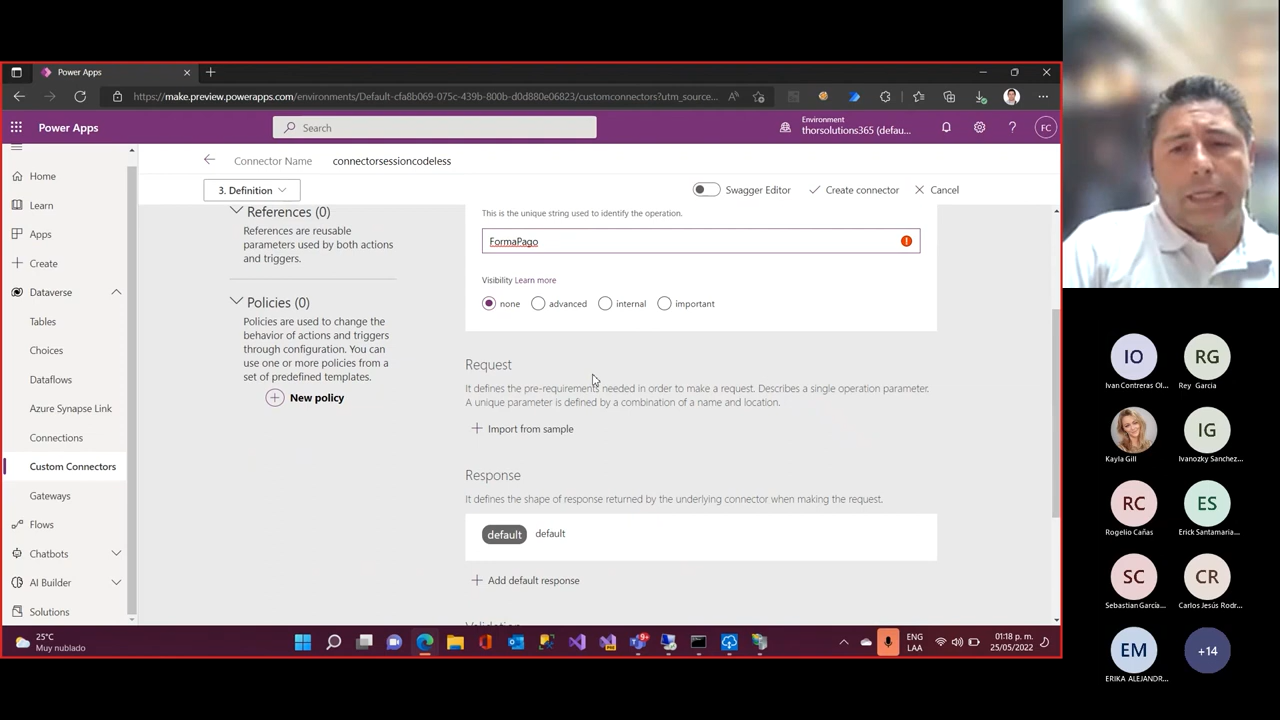 Power Apps
https://make.preview.powerapps.com/environments/Default-cfa8b069-075c-439b-800b-d0d880e06823/customconnectors?utm_source...
Power Apps
Search
Environment
thorsolutions365 (defau...
FC
Connector Name
connectorsessioncodeless
3. Definition
Swagger Editor
Create connector
Cancel
Home
Learn
Apps
Create
Dataverse
Tables
Choices
Dataflows
Azure Synapse Link
Connections
Custom Connectors
Gateways
Flows
Chatbots
AI Builder
Solutions
References (0)
References are reusable
parameters used by both actions
and triggers.
Policies (0)
Policies are used to change the
behavior of actions and triggers
through configuration. You can
use one or more policies from a
set of predefined templates.
New policy
This is the unique string used to identify the operation.
FormaPago
Visibility Learn more
none advanced internal important
Request
It defines the pre-requirements needed in order to make a request. Describes a single operation parameter.
A unique parameter is defined by a combination of a name and location.
Import from sample
Response
It defines the shape of response returned by the underlying connector when making the request.
default default
Add default response
Validation
25°C
Muy nublado
9+
ENG
LAA
01:18 p. m.
25/05/2022
IO
Ivan Contreras Ol...
RG
Rey Garcia
Kayla Gill
IG
Ivanozky Sanchez...
RC
Rogelio Cañas
ES
Erick Santamaria...
SC
Sebastian García...
CR
Carlos Jesús Rodr...
EM
ERIKA ALEJANDR...
+14